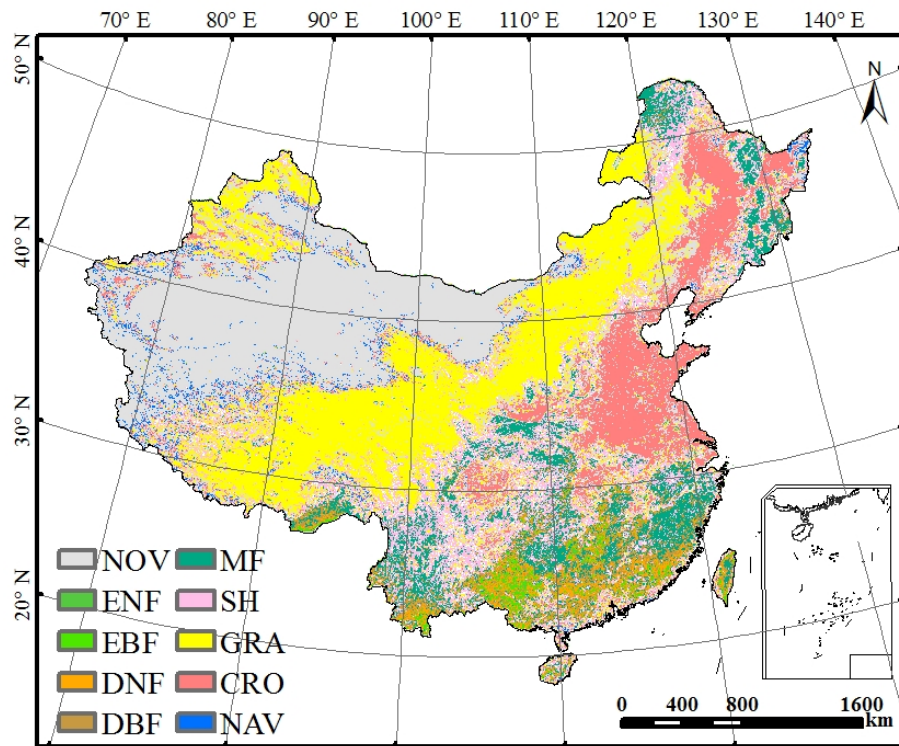 70° E 80° E 90° E 100° E 110° E 120° E 130° E 140° E
50° N
40° N
30° N
20° N
N
NOV MF
ENF SH
EBF GRA
DNF CRO
DBF NAV
0 400 800 1600
km